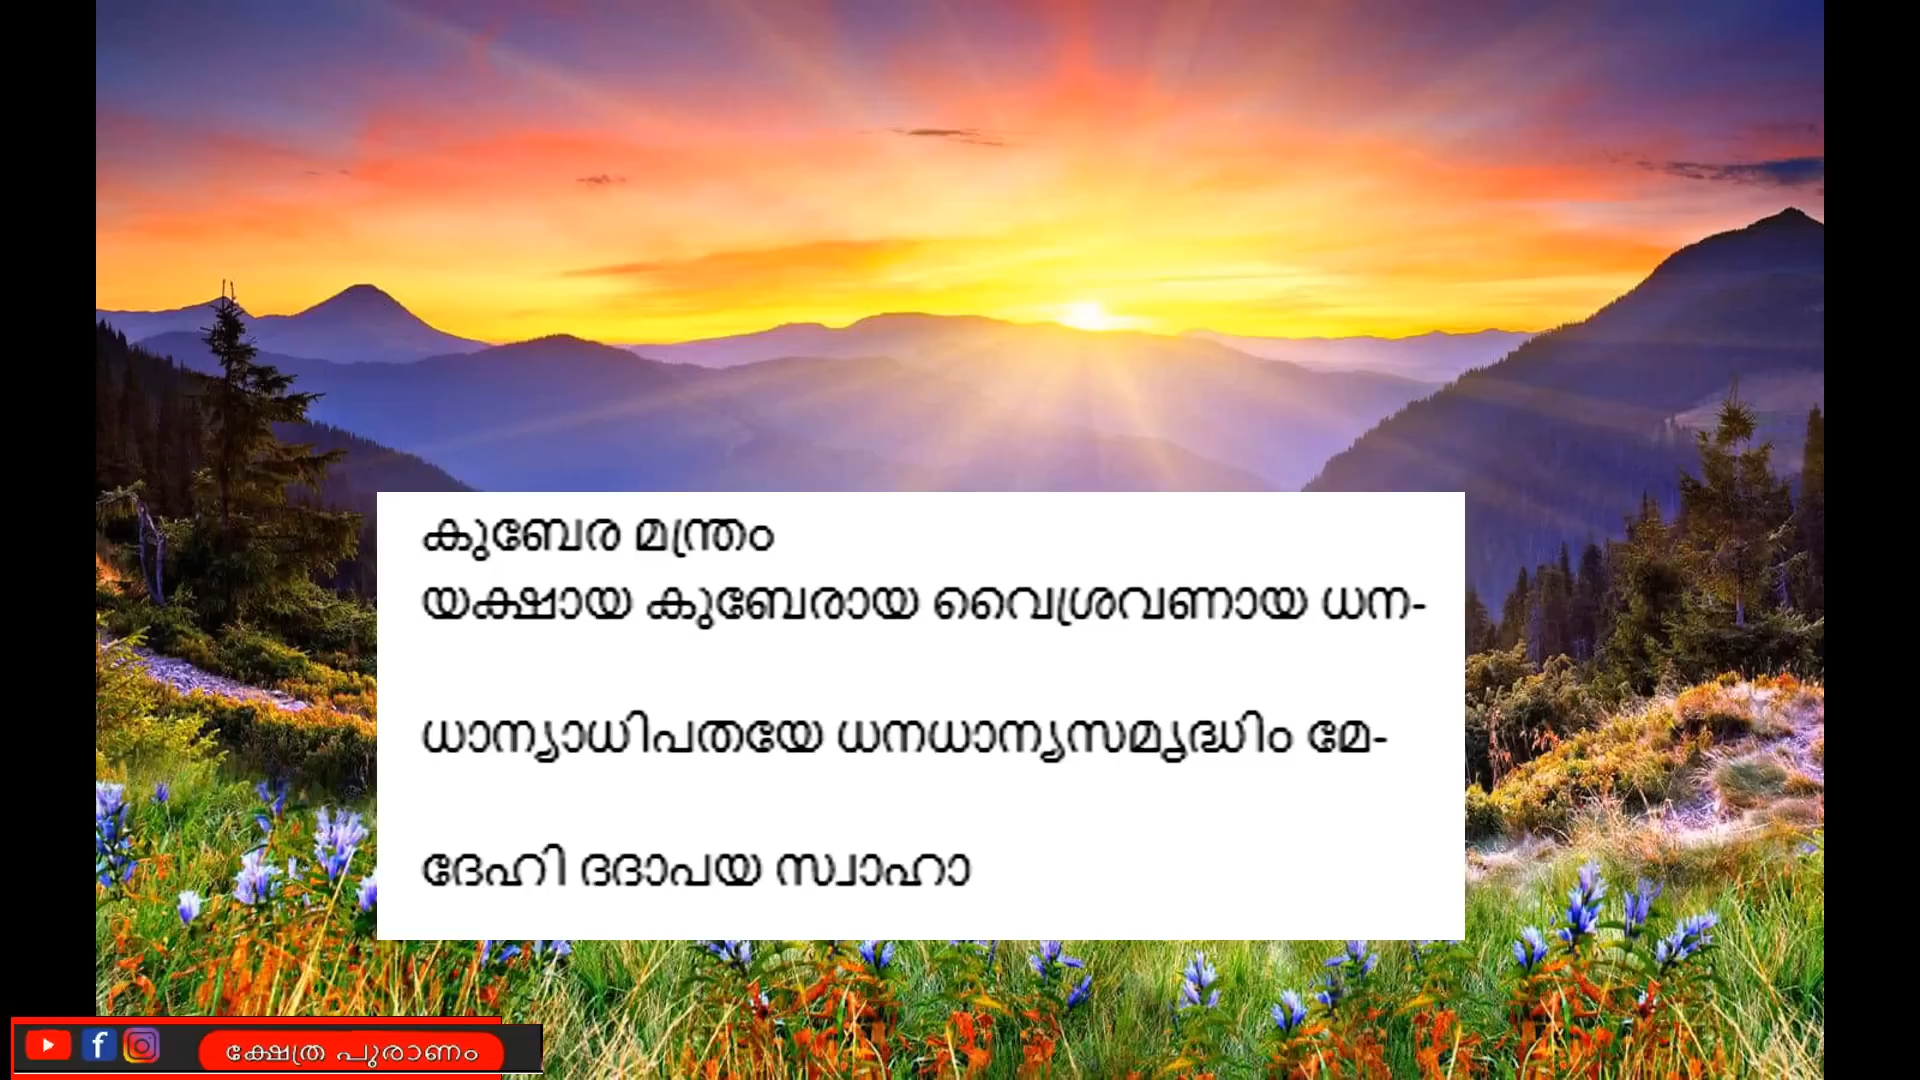 കുബേര മന്ത്രം
യക്ഷായ കുബേരായ വൈശ്രവണായ ധന-
ധാന്യാധിപതയേ ധനധാന്യസമൃദ്ധിം മേ-
ദേഹി ദദാപയ സ്വാഹാ
ക്ഷേത്ര പുരാണം